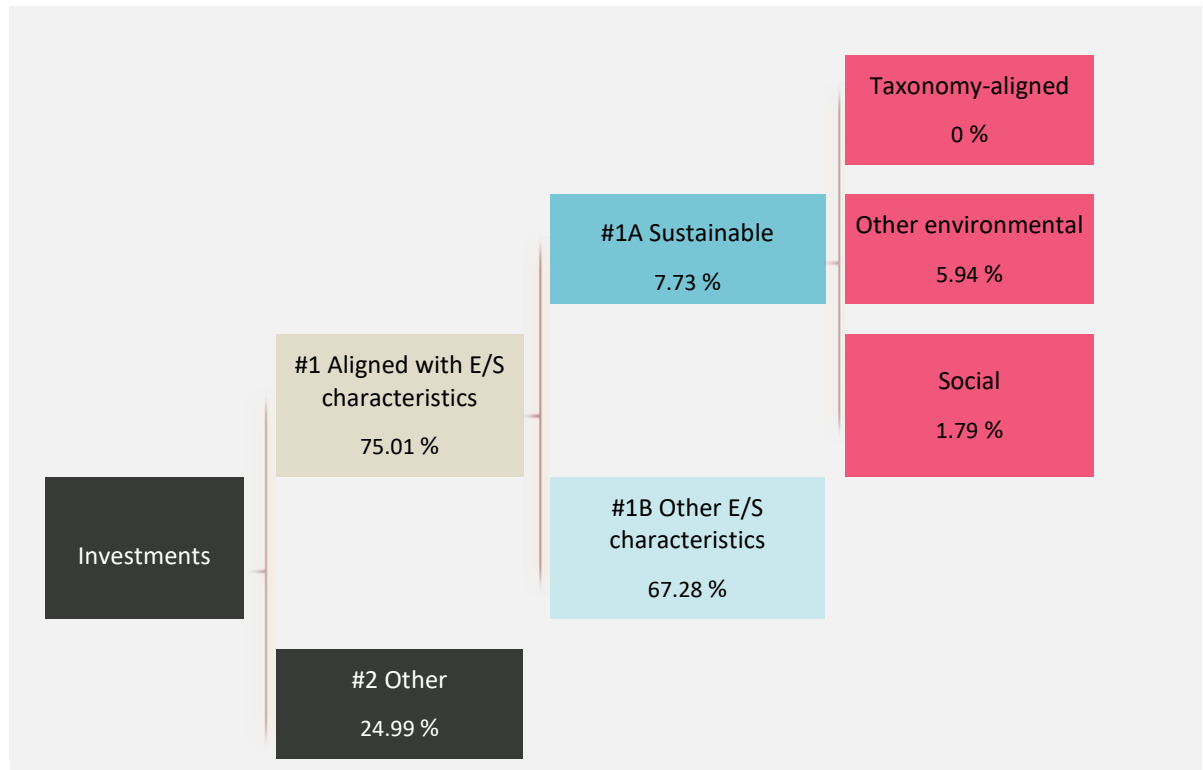 Taxonomy-aligned
0 %
#1A Sustainable
7.73 %
Other environmental
5.94 %
#1 Aligned with E/S
characteristics
75.01 %
Social
1.79 %
Investments
#1B Other E/S
characteristics
67.28 %
#2 Other
24.99 %